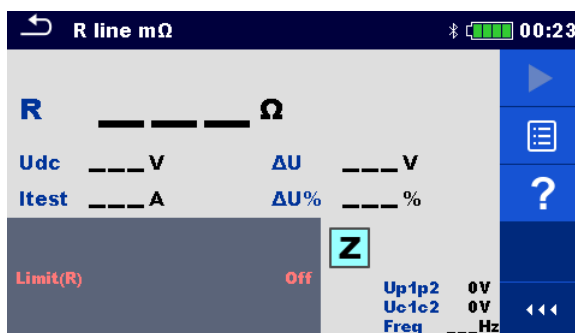 R line mΩ 00:23
R ___ Ω
Udc ___V ΔU ___V
Itest ___A ΔU% ___%
?
Z
Limit(R) Off
Up1p2 0V
Uc1c2 0V
Freq ___Hz